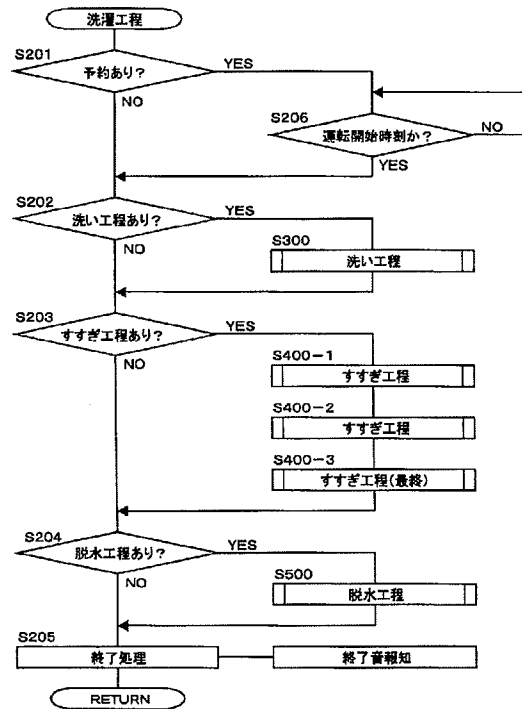 洗濯工程
S201
予約あり?
YES
NO
S206
運転開始時刻か?
NO
YES
S202
洗い工程あり?
YES
NO
S300
洗い工程
S203
すすぎ工程あり?
YES
NO
S400-1
すすぎ工程
S400-2
すすぎ工程
S400-3
すすぎ工程(最終)
S204
脱水工程あり?
YES
NO
S500
脱水工程
S205
終了処理
終了音報知
RETURN